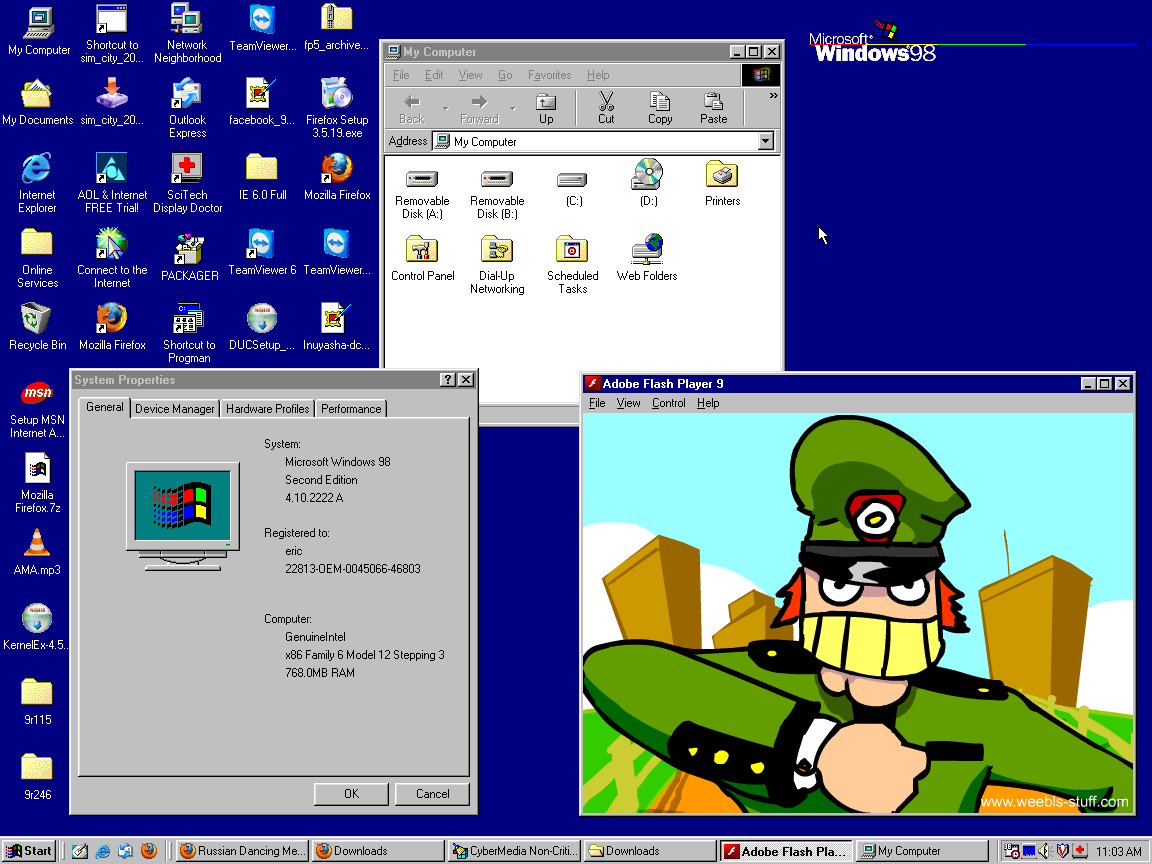 My Computer
Shortcut to
sim_city_20...
Network
Neighborhood
TeamViewer...
fp5_archive...
My Documents
sim_city_20...
Outlook
Express
facebook_9...
Firefox Setup
3.5.19.exe
Internet
Explorer
AOL & Internet
FREE Trial!
SciTech
Display Doctor
IE 6.0 Full
Mozilla Firefox
Online
Services
Connect to the
Internet
PACKAGER
TeamViewer 6
TeamViewer...
Recycle Bin
Mozilla Firefox
Shortcut to
Progman
DUCSetup_...
Inuyasha-dc...
msn
Setup MSN
Internet A...
Mozilla
Firefox.7z
AMA.mp3
KernelEx-4.5...
9r115
9r246
Microsoft
Windows 98
My Computer
File Edit View Go Favorites Help
Back Forward Up Cut Copy Paste »
Address My Computer
Removable
Disk (A:)
Removable
Disk (B:)
(C:)
(D:)
Printers
Control Panel
Dial-Up
Networking
Scheduled
Tasks
Web Folders
System Properties
General Device Manager Hardware Profiles Performance
System:
Microsoft Windows 98
Second Edition
4.10.2222 A
Registered to:
eric
22813-OEM-0045066-46803
Computer:
GenuineIntel
x86 Family 6 Model 12 Stepping 3
768.0MB RAM
OK Cancel
Adobe Flash Player 9
File View Control Help
www.weebls-stuff.com
Start Russian Dancing Me... Downloads CyberMedia Non-Criti... Downloads Adobe Flash Pla... My Computer 11:03 AM